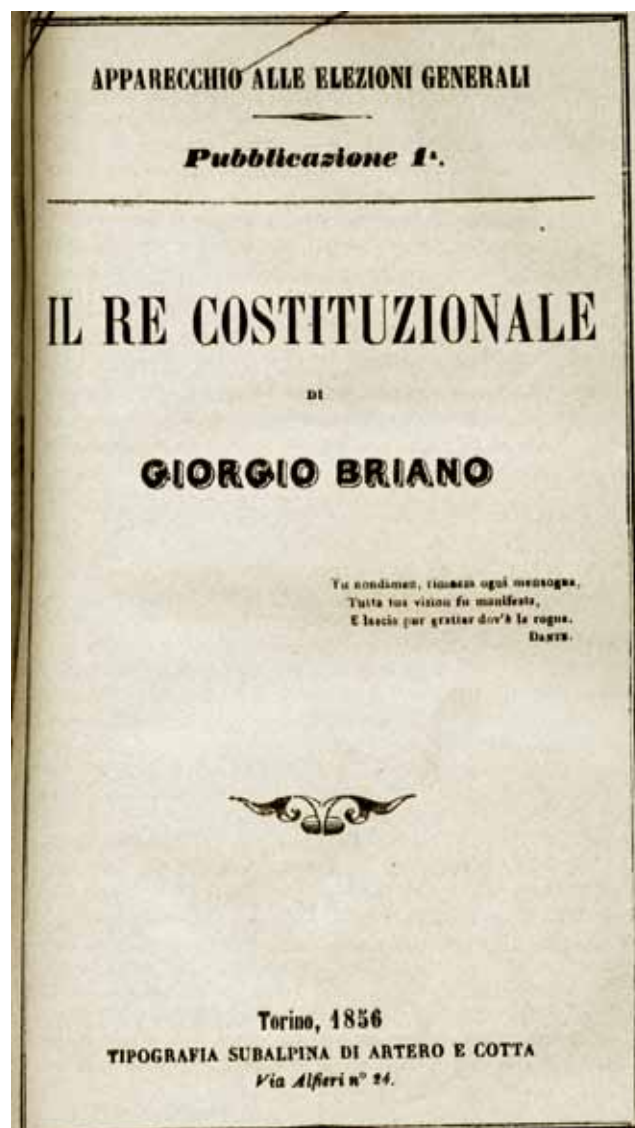 APPARECCHIO ALLE ELEZIONI GENERALI
Pubblicazione 1ª.
IL RE COSTITUZIONALE
DI
GIORGIO BRIANO
Tu nondimen, rimossa ogni mensogna,
Tutta tua vision fa manifesta,
E lascia pur grattar dov'è la rogna.
DANTE.
Torino, 1856
TIPOGRAFIA SUBALPINA DI ARTERO E COTTA
Via Alfieri n° 24.